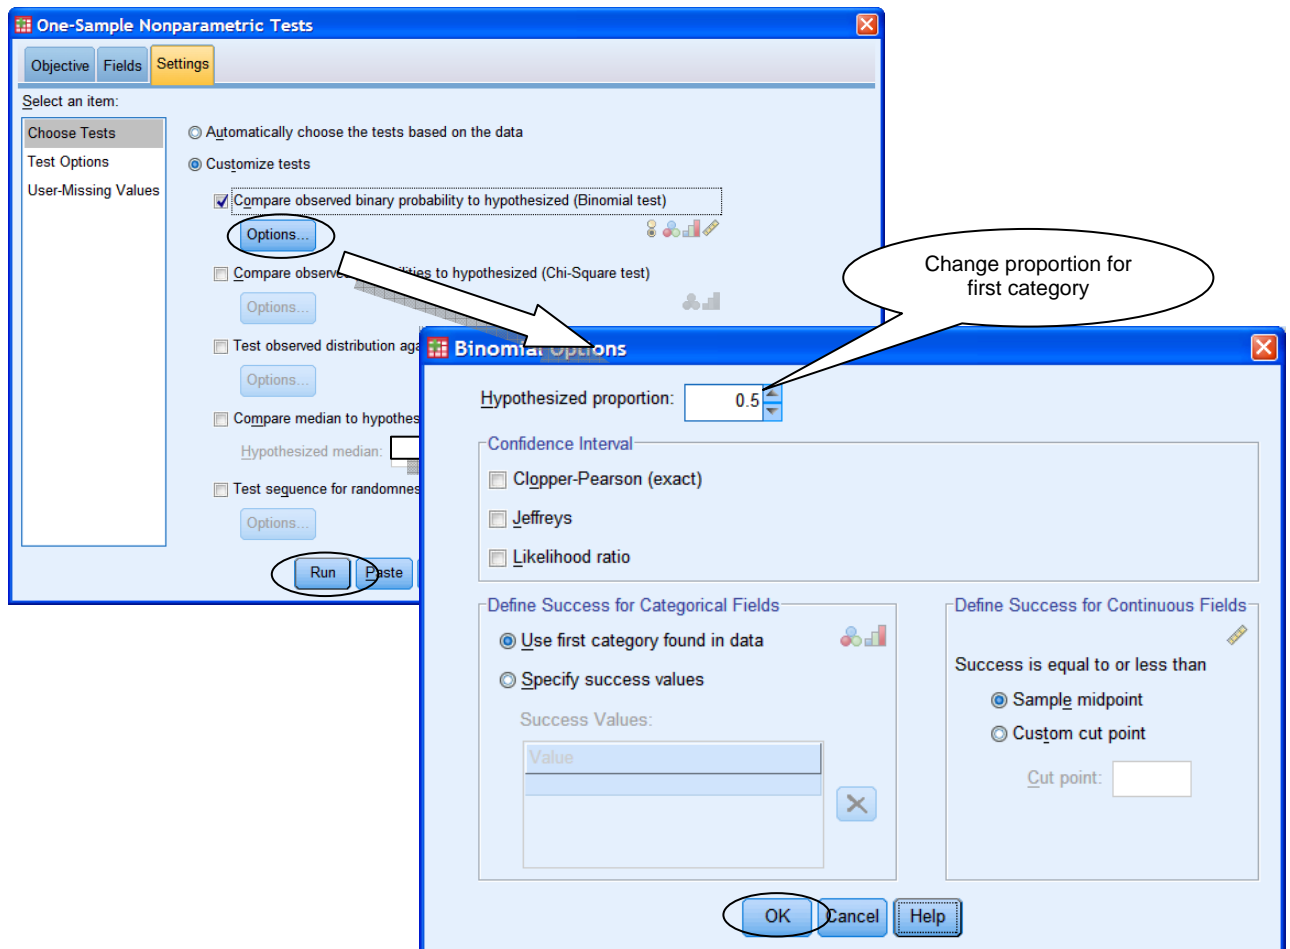 One-Sample Nonparametric Tests
Objective Fields Settings
Select an item:
Choose Tests
Test Options
User-Missing Values
Automatically choose the tests based on the data
Customize tests
Compare observed binary probability to hypothesized (Binomial test)
Options...
Compare observed ilities to hypothesized (Chi-Square test)
Options...
Test observed distribution aga
Options...
Compare median to hypothes
Hypothesized median:
Test sequence for randomnes
Options...
Run Paste
Change proportion for
first category
Binomial Options
Hypothesized proportion: 0.5
Confidence Interval
Clopper-Pearson (exact)
Jeffreys
Likelihood ratio
Define Success for Categorical Fields
Use first category found in data
Specify success values
Success Values:
Value
Define Success for Continuous Fields
Success is equal to or less than
Sample midpoint
Custom cut point
Cut point:
OK Cancel Help